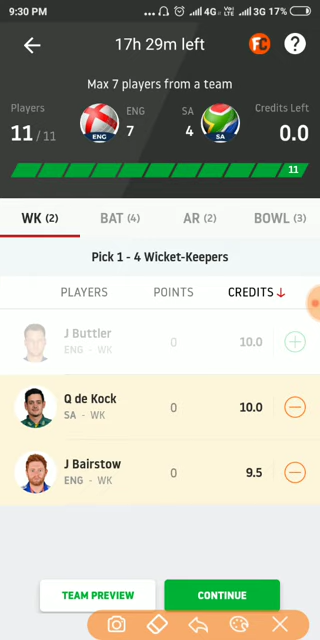 9:30 PM ... 4G VoLTE 3G 17%
17h 29m left FC ?
Max 7 players from a team
Players ENG SA Credits Left
11 / 11 ENG 7 4 SA 0.0
11
WK (2) BAT (4) AR (2) BOWL (3)
Pick 1 - 4 Wicket-Keepers
PLAYERS POINTS CREDITS ↓
J Buttler
ENG - WK 0 10.0
Q de Kock
SA - WK 0 10.0
J Bairstow
ENG - WK 0 9.5
TEAM PREVIEW CONTINUE